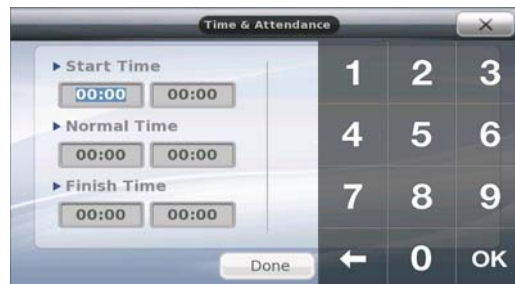 Time & Attendance
Start Time
00:00 00:00
Normal Time
00:00 00:00
Finish Time
00:00 00:00
Done
1 2 3
4 5 6
7 8 9
0 OK